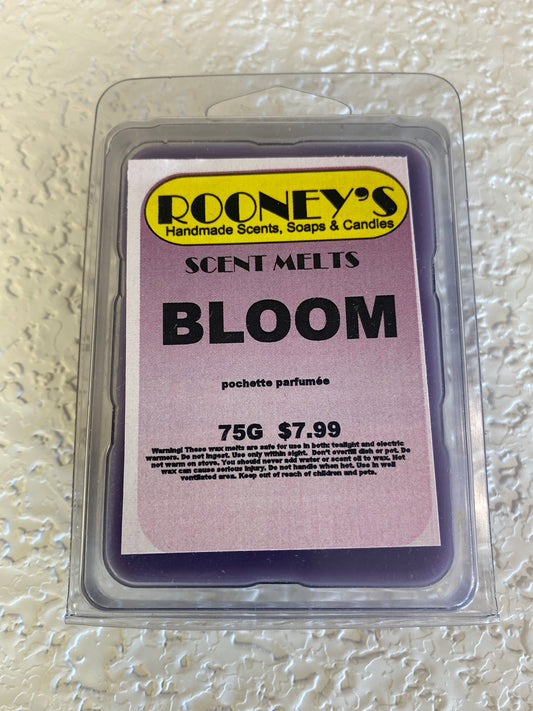 ROONEY'S
Handmade Scents, Soaps & Candles
SCENT MELTS
BLOOM
pochette parfumée
75G $7.99
Warning! These wax melts are safe for use in both tealight and electric
warmers. Do not ingest. Use only within sight. Don't overfill dish or pot. Do
not warm on stove. You should never add water or scent oil to wax. Hot
wax can cause serious injury. Do not handle when hot. Use in well
ventilated area. Keep out of reach of children and pets.